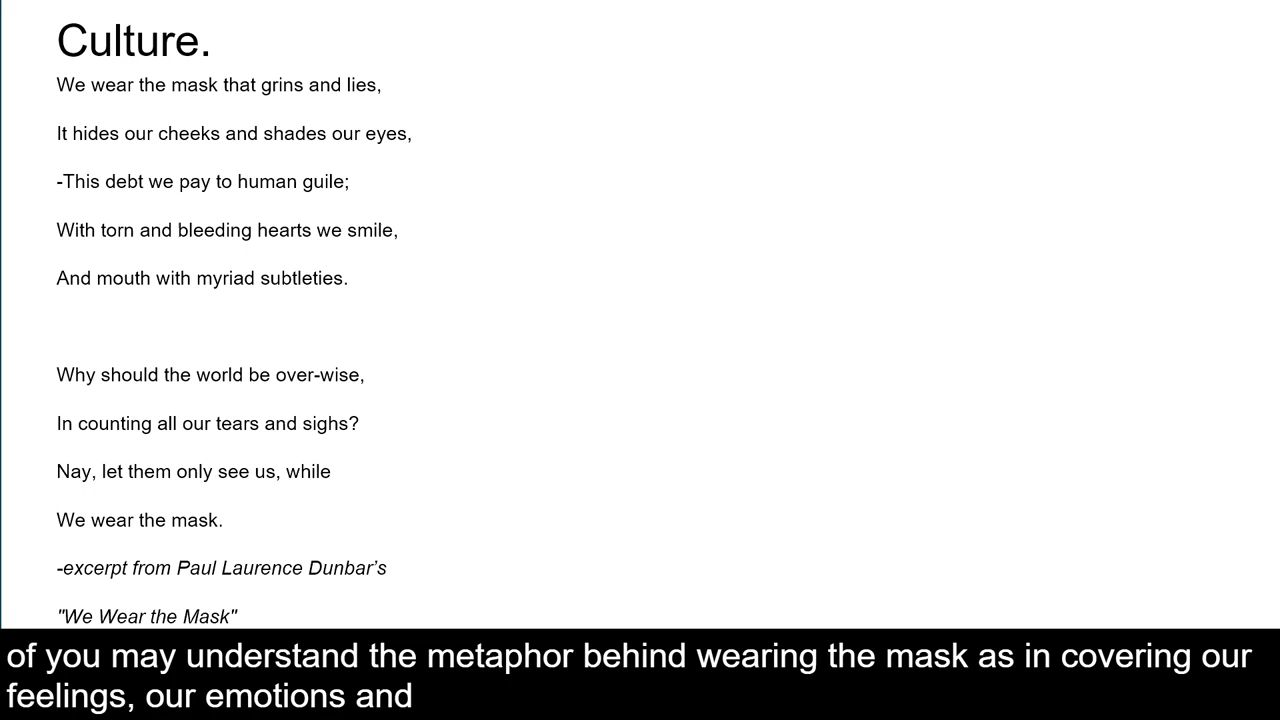 Culture.
We wear the mask that grins and lies,
It hides our cheeks and shades our eyes,
-This debt we pay to human guile;
With torn and bleeding hearts we smile,
And mouth with myriad subtleties.
Why should the world be over-wise,
In counting all our tears and sighs?
Nay, let them only see us, while
We wear the mask.
-excerpt from Paul Laurence Dunbar’s
"We Wear the Mask"
of you may understand the metaphor behind wearing the mask as in covering our
feelings, our emotions and